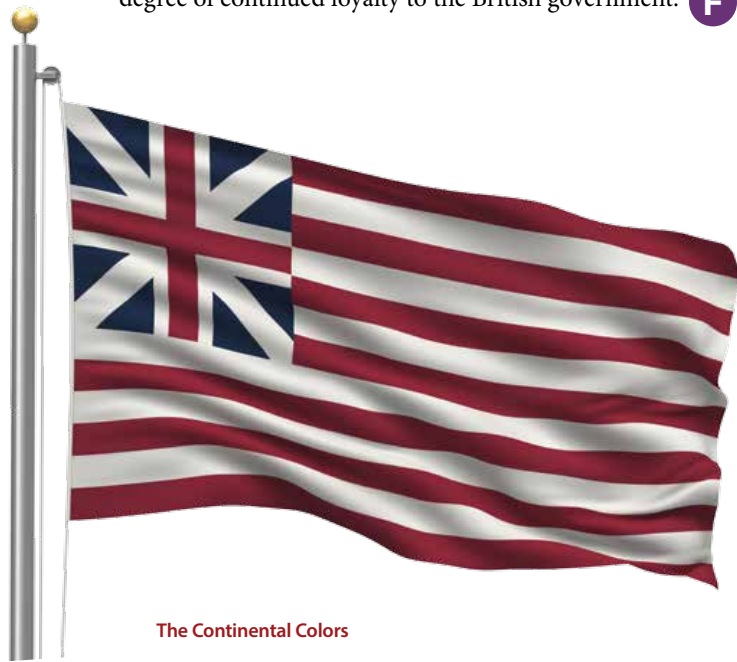 degree of continued loyalty to the British government. F
The Continental Colors